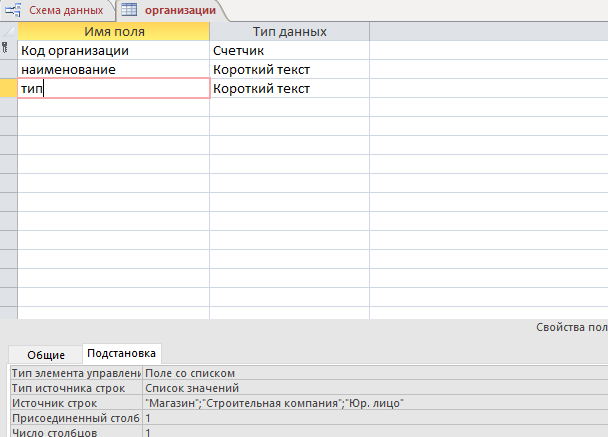 Схема данных организации
Имя поля Тип данных
Код организации Счетчик
наименование Короткий текст
тип Короткий текст
Свойства пол
Общие Подстановка
Тип элемента управлени Поле со списком
Тип источника строк Список значений
Источник строк "Магазин";"Строительная компания";"Юр. лицо"
Присоединенный столб 1
Число столбцов 1